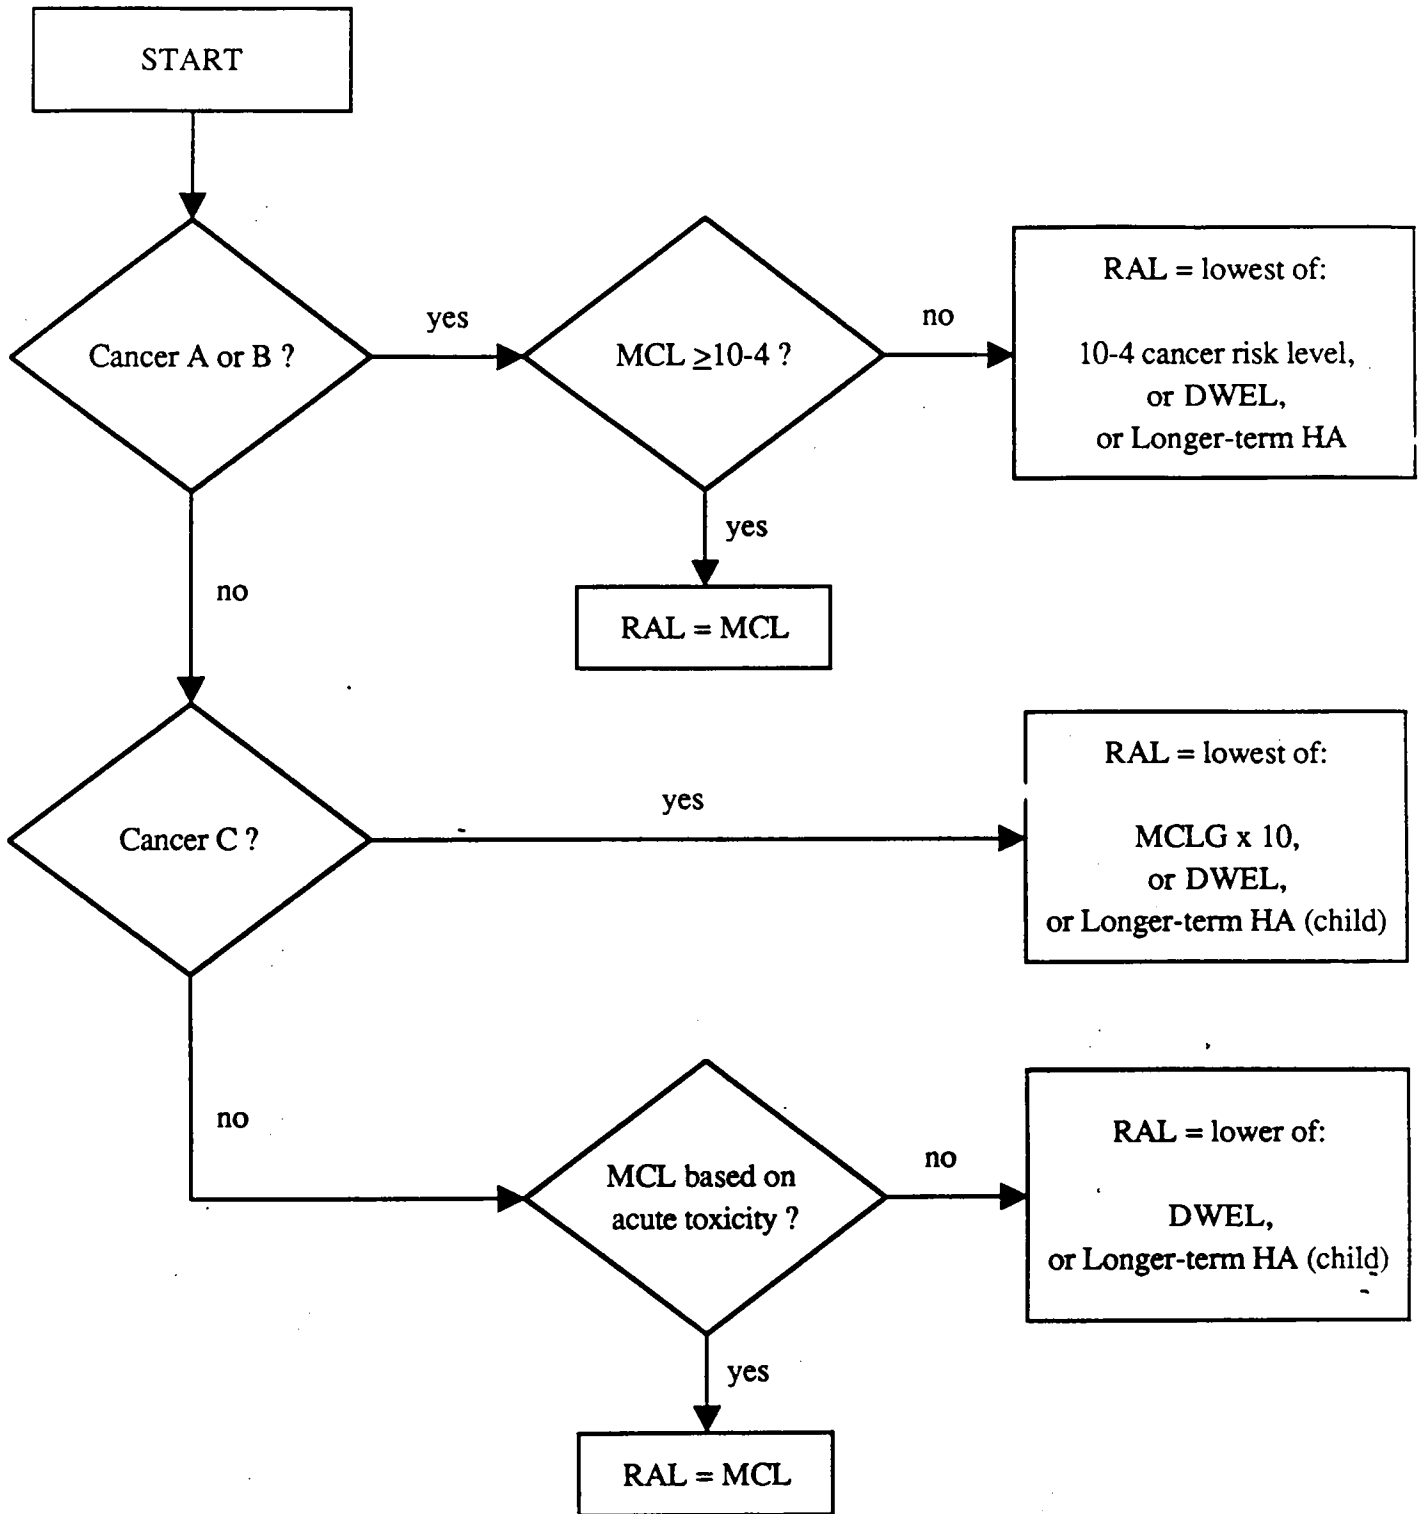 START
Cancer A or B ?
yes
MCL ≥10-4 ?
no
RAL = lowest of:
10-4 cancer risk level,
or DWEL,
or Longer-term HA
yes
RAL = MCL
no
Cancer C ?
yes
RAL = lowest of:
MCLG x 10,
or DWEL,
or Longer-term HA (child)
no
MCL based on
acute toxicity ?
no
RAL = lower of:
DWEL,
or Longer-term HA (child)
yes
RAL = MCL